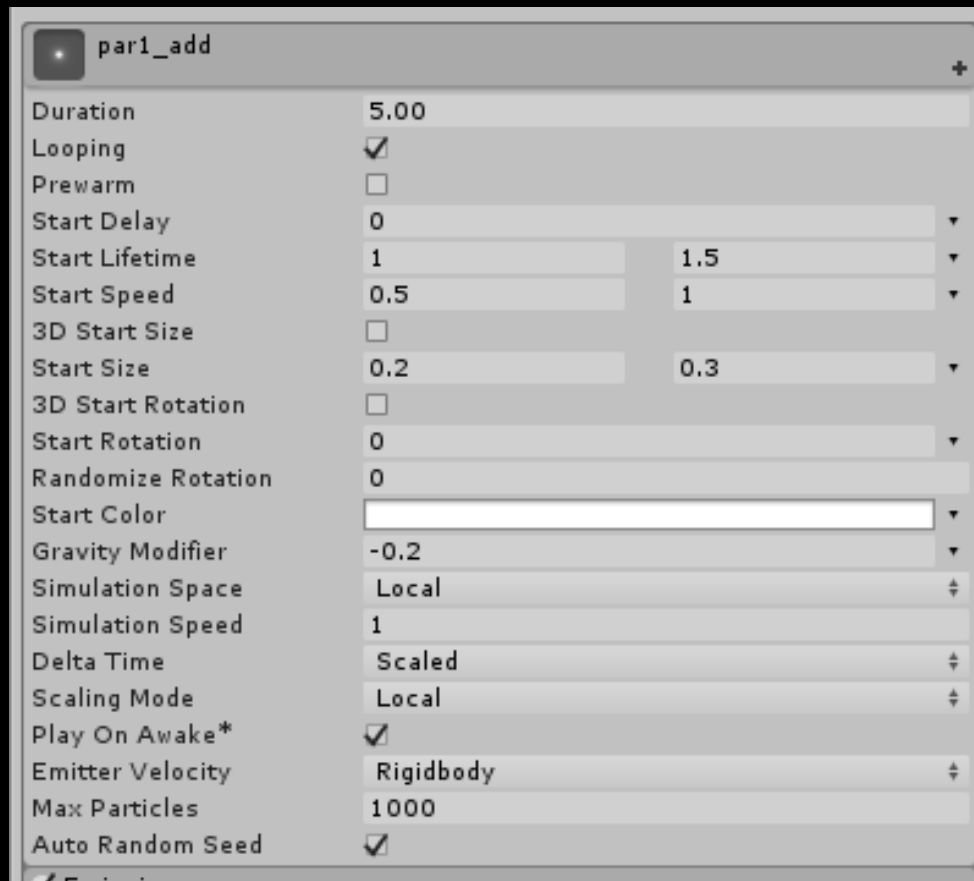 par1_add
Duration 5.00
Looping
Prewarm
Start Delay 0
Start Lifetime 1 1.5
Start Speed 0.5 1
3D Start Size
Start Size 0.2 0.3
3D Start Rotation
Start Rotation 0
Randomize Rotation 0
Start Color
Gravity Modifier -0.2
Simulation Space Local
Simulation Speed 1
Delta Time Scaled
Scaling Mode Local
Play On Awake*
Emitter Velocity Rigidbody
Max Particles 1000
Auto Random Seed